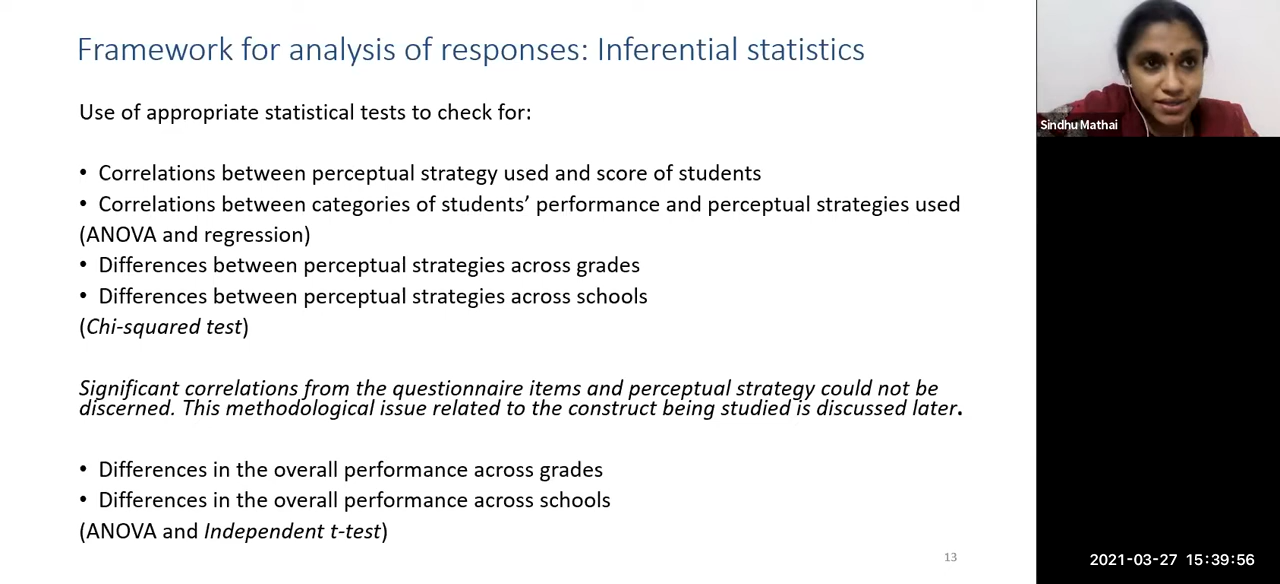 Framework for analysis of responses: Inferential statistics
Use of appropriate statistical tests to check for:
• Correlations between perceptual strategy used and score of students
• Correlations between categories of students’ performance and perceptual strategies used
(ANOVA and regression)
• Differences between perceptual strategies across grades
• Differences between perceptual strategies across schools
(Chi-squared test)
Significant correlations from the questionnaire items and perceptual strategy could not be
discerned. This methodological issue related to the construct being studied is discussed later.
• Differences in the overall performance across grades
• Differences in the overall performance across schools
(ANOVA and Independent t-test)
13
Sindhu Mathai
2021-03-27 15:39:56